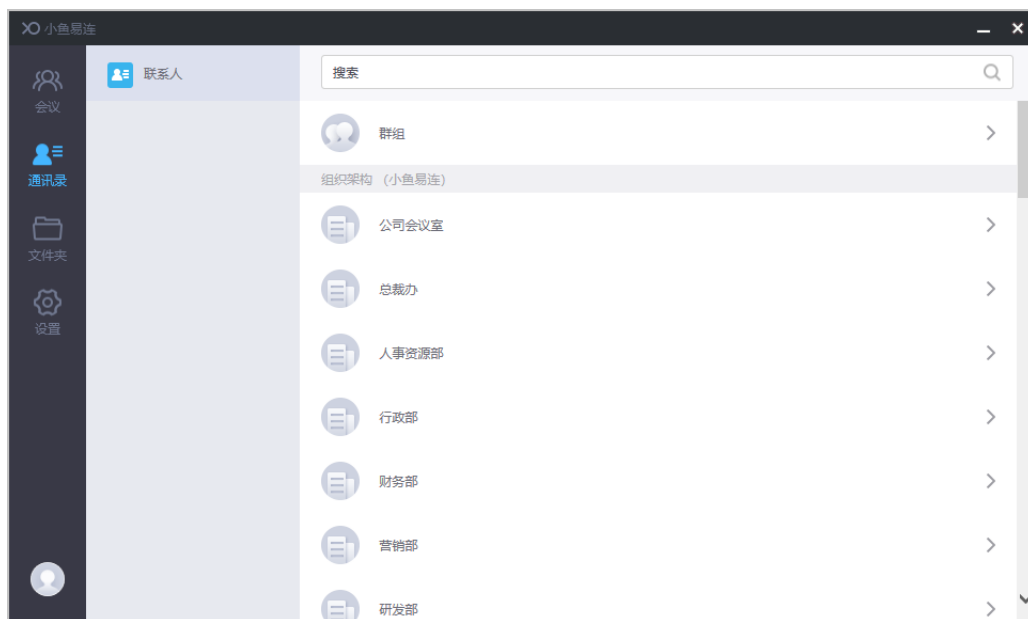 小鱼易连
会议
通讯录
文件夹
设置
联系人
搜索
群组
组织架构 (小鱼易连)
公司会议室
总裁办
人事资源部
行政部
财务部
营销部
研发部